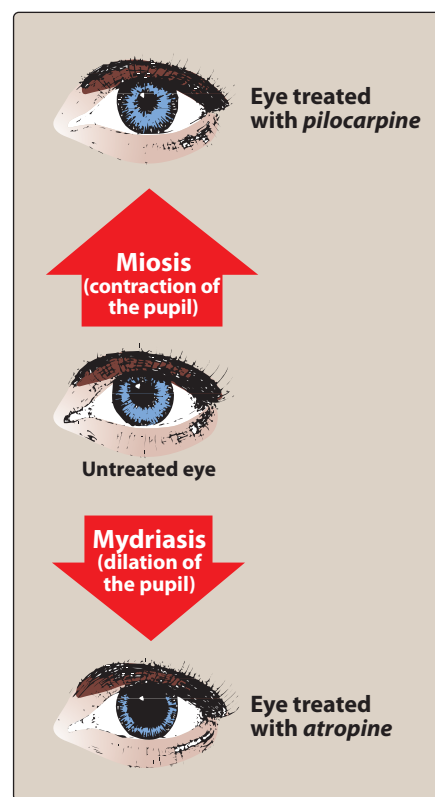 Eye treated
with pilocarpine
Miosis
(contraction of
the pupil)
Untreated eye
Mydriasis
(dilation of
the pupil)
Eye treated
with atropine